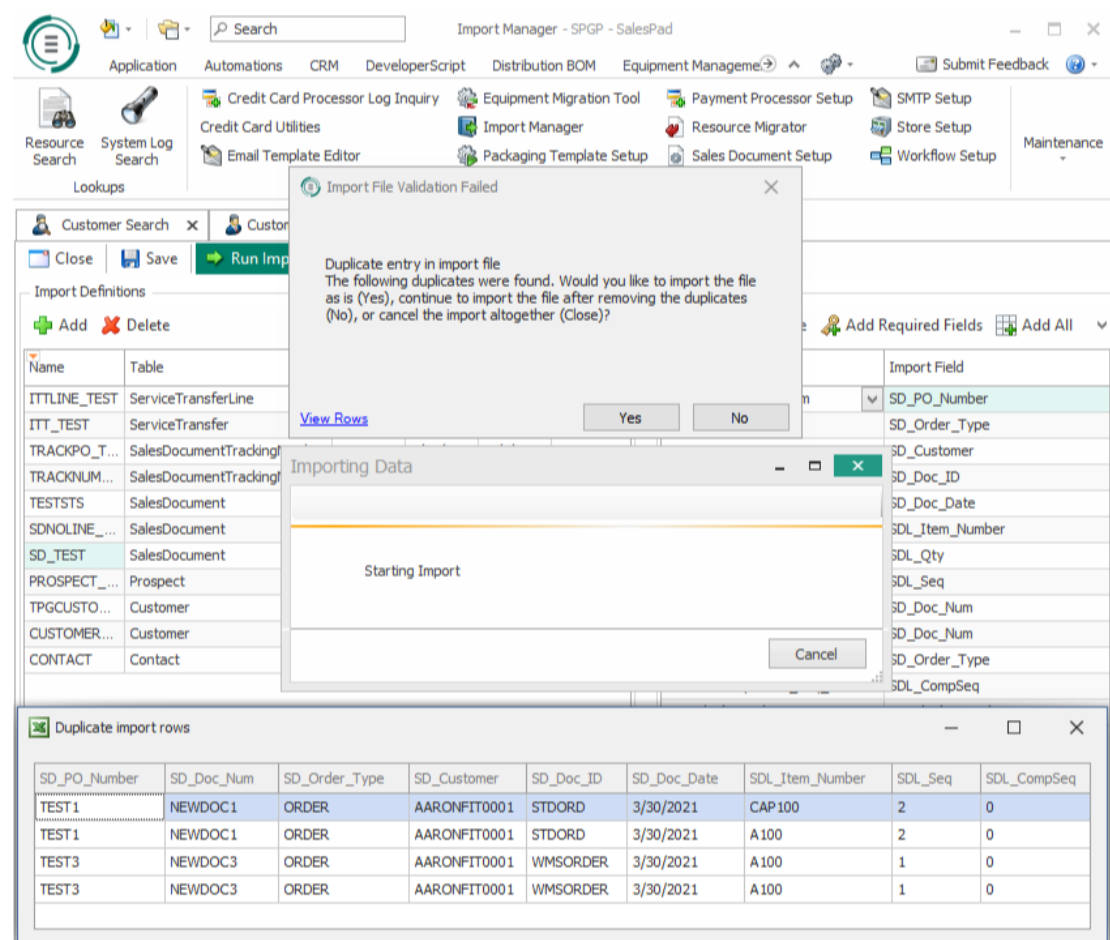 Search
Import Manager - SPGP - SalesPad
Application Automations CRM DeveloperScript Distribution BOM Equipment Manageme
Submit Feedback
Credit Card Processor Log Inquiry Equipment Migration Tool Payment Processor Setup SMTP Setup
Resource Search
System Log Search
Credit Card Utilities Import Manager Resource Migrator Store Setup
Maintenance
Email Template Editor Packaging Template Setup Sales Document Setup Workflow Setup
Lookups
Import File Validation Failed
Customer Search
Custor
Close Save Run Imp
Duplicate entry in import file
The following duplicates were found. Would you like to import the file
as is (Yes), continue to import the file after removing the duplicates
(No), or cancel the import altogether (Close)?
Import Definitions
Add Delete
Add Required Fields Add All
Name Table Import Field
ITTLINE_TEST ServiceTransferLine SD_PO_Number
View Rows Yes No
ITT_TEST ServiceTransfer SD_Order_Type
TRACKPO_T... SalesDocumentTracking SD_Customer
TRACKNUM... SalesDocumentTracking SD_Doc_ID
Importing Data
TESTSTS SalesDocument SD_Doc_Date
SDNOLINE_... SalesDocument SDL_Item_Number
SD_TEST SalesDocument SDL_Qty
Starting Import
PROSPECT_... Prospect SDL_Seq
TPGCUSTO... Customer SD_Doc_Num
CUSTOMER... Customer SD_Doc_Num
CONTACT Contact SD_Order_Type
Cancel
SDL_CompSeq
Duplicate import rows
SD_PO_Number SD_Doc_Num SD_Order_Type SD_Customer SD_Doc_ID SD_Doc_Date SDL_Item_Number SDL_Seq SDL_CompSeq
TEST1 NEWDOC1 ORDER AARONFIT0001 STDORD 3/30/2021 CAP100 2 0
TEST1 NEWDOC1 ORDER AARONFIT0001 STDORD 3/30/2021 A100 2 0
TEST3 NEWDOC3 ORDER AARONFIT0001 WMSORDER 3/30/2021 A100 1 0
TEST3 NEWDOC3 ORDER AARONFIT0001 WMSORDER 3/30/2021 A100 1 0